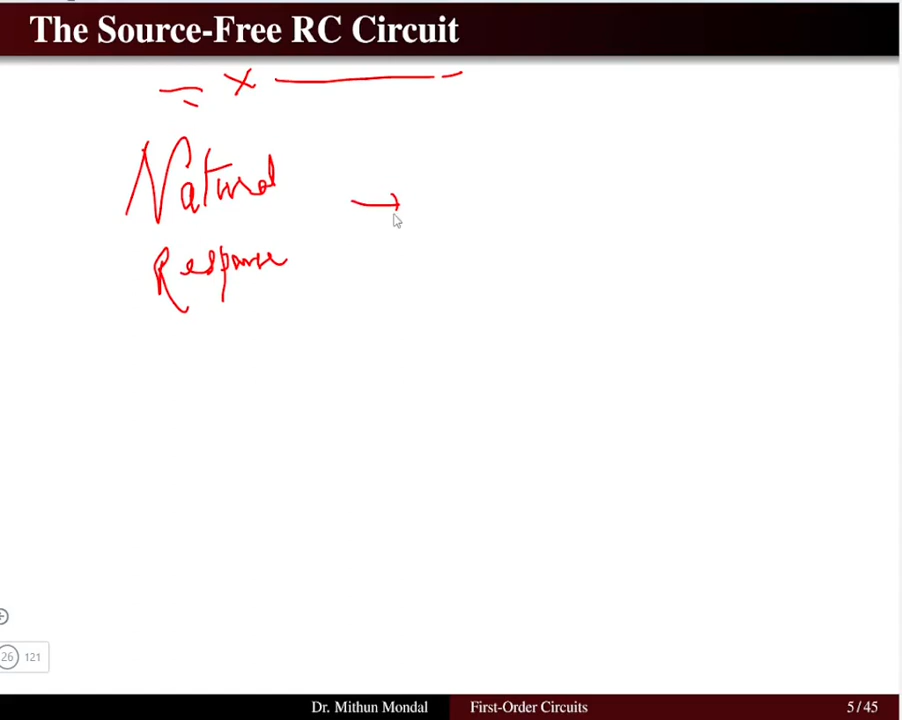 The Source-Free RC Circuit
Natural
Response
26 121
Dr. Mithun Mondal First-Order Circuits 5 / 45